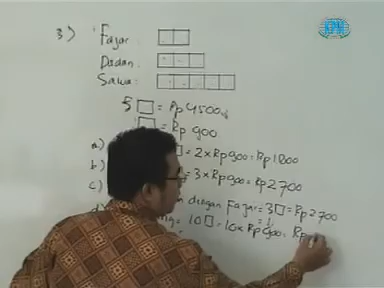 3) Fajar :
Dadan :
Salwa :
5 □ = Rp 4500
□ = Rp 900
a) □ = 2 x Rp 900 = Rp 1800
b) = 3 x Rp 900 = Rp 2700
c)
dengan Fajar = 3 □ = Rp 2700
= 10 □ = 10 x Rp 900 = Rp